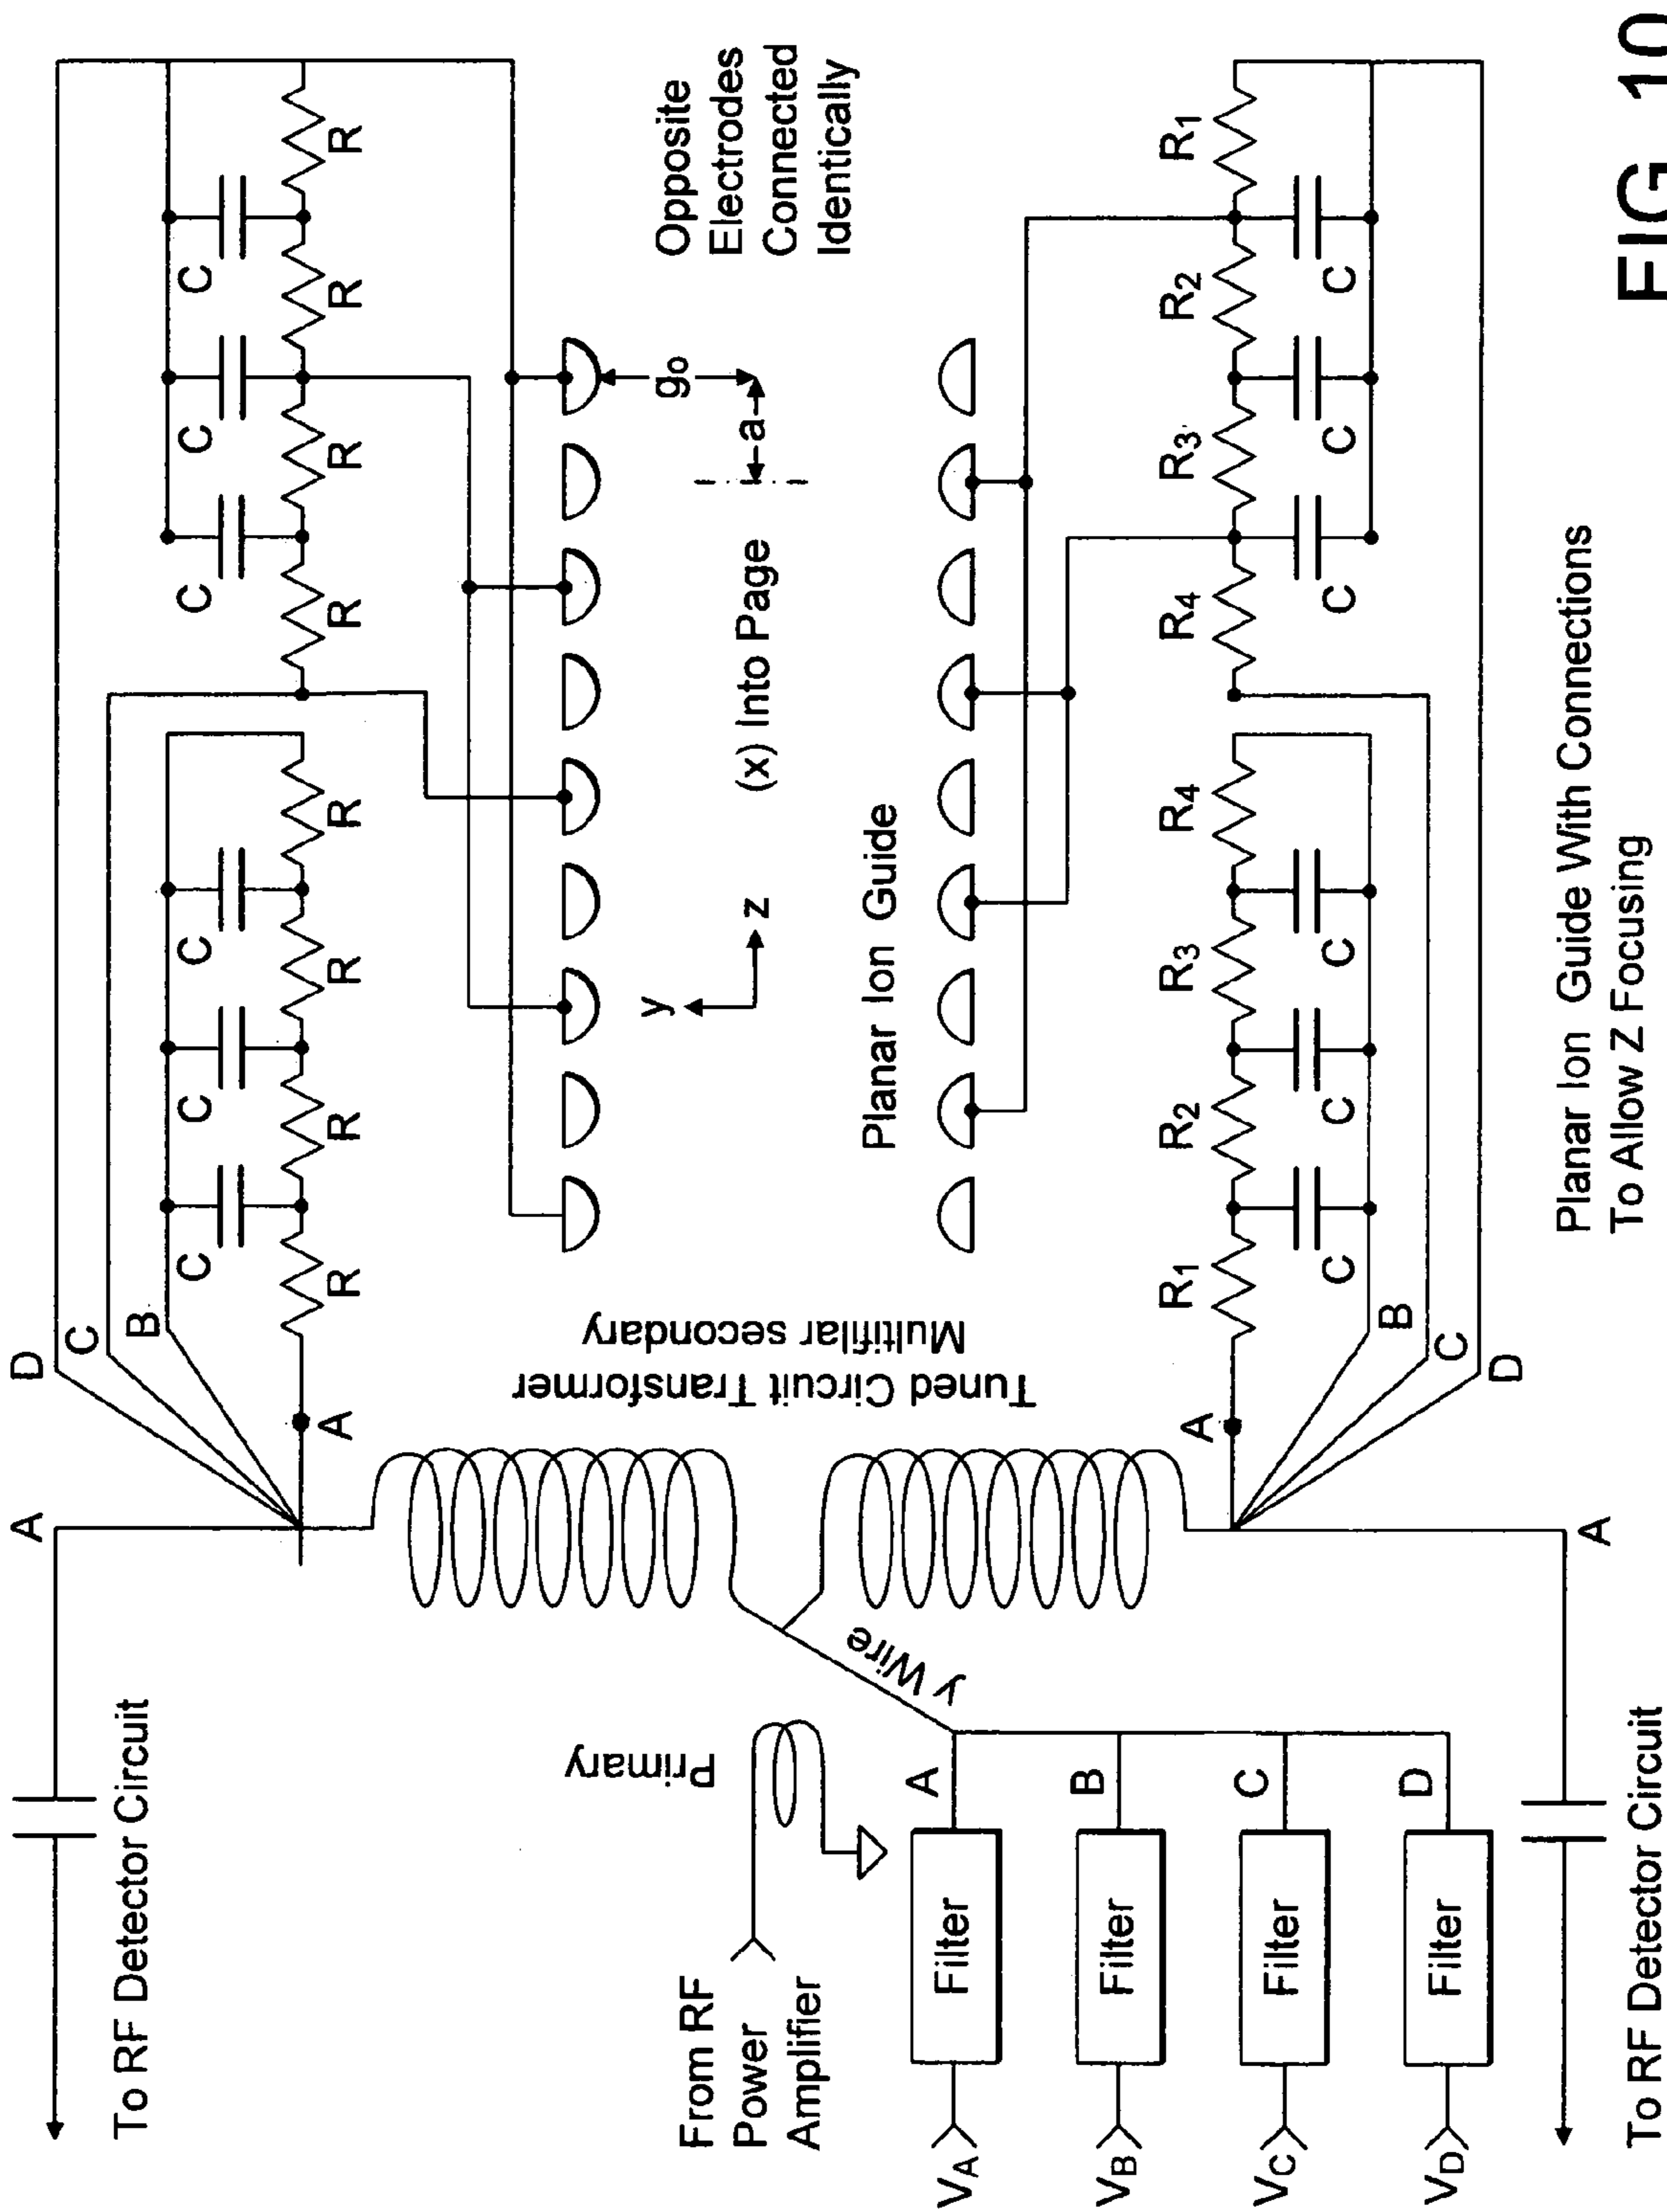 To RF Detector Circuit
A
D
C
B
A
C
C
C
R
R
R
R
C
C
C
R
R
R
R
From RF
Power
Amplifier
Primary
y Wire
Tuned Circuit Transformer
Multifilar secondary
Opposite
Electrodes
Connected
Identically
g0
a
(x) Into Page
y
z
Planar Ion Guide
VA
Filter
A
VB
Filter
B
VC
Filter
C
VD
Filter
D
A
R1
R2
R3
R4
R4
R3
R2
R1
C
C
C
C
C
C
B
C
D
A
To RF Detector Circuit
Planar Ion Guide With Connections
To Allow Z Focusing
FIG 10